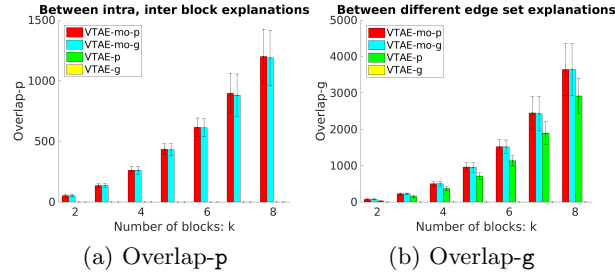 Between intra, inter block explanations
VTAE-mo-p
VTAE-mo-g
VTAE-p
VTAE-g
Overlap-p
1500
1000
500
0
2
4
6
8
Number of blocks: k
(a) Overlap-p
Between different edge set explanations
VTAE-mo-p
VTAE-mo-g
VTAE-p
VTAE-g
Overlap-g
5000
4000
3000
2000
1000
0
2
4
6
8
Number of blocks: k
(b) Overlap-g